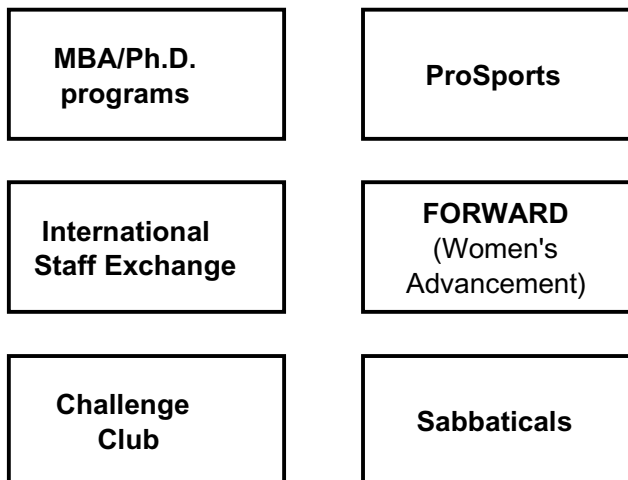 MBA/Ph.D.
programs
ProSports
International
Staff Exchange
FORWARD
(Women's
Advancement)
Challenge
Club
Sabbaticals